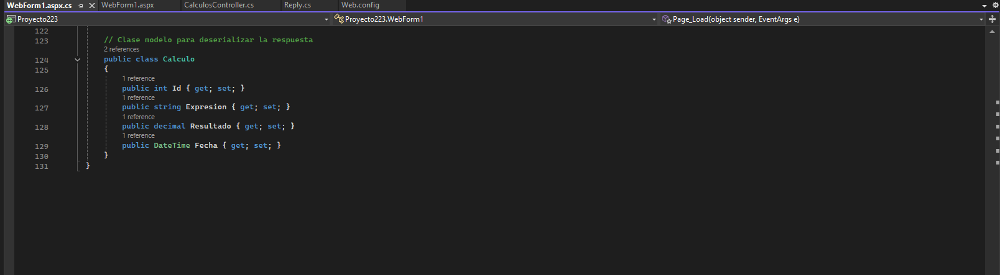 WebForm1.aspx.cs WebForm1.aspx CalculosController.cs Reply.cs Web.config
Proyecto223 Proyecto223.WebForm1 Page_Load(object sender, EventArgs e)
122
123 // Clase modelo para deserializar la respuesta
2 references
124 public class Calculo
125 {
1 reference
126 public int Id { get; set; }
1 reference
127 public string Expresion { get; set; }
1 reference
128 public decimal Resultado { get; set; }
1 reference
129 public DateTime Fecha { get; set; }
130 }
131 }